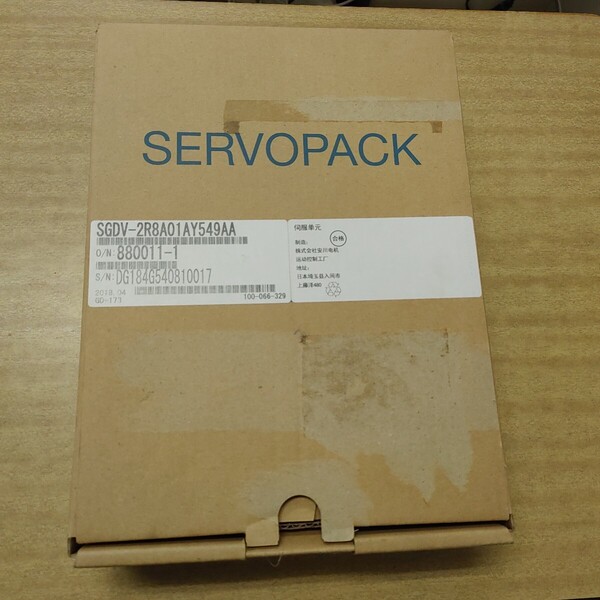 SERVOPACK
SGDV-2R8A01AY549AA
O/N: 880011-1
S/N: DG184G540810017
2018.04
GD-173
100-066-329
伺服单元
合格
制造:
株式会社安川电机
运动控制工厂
地址:
日本埼玉县入间市
上藤泽480